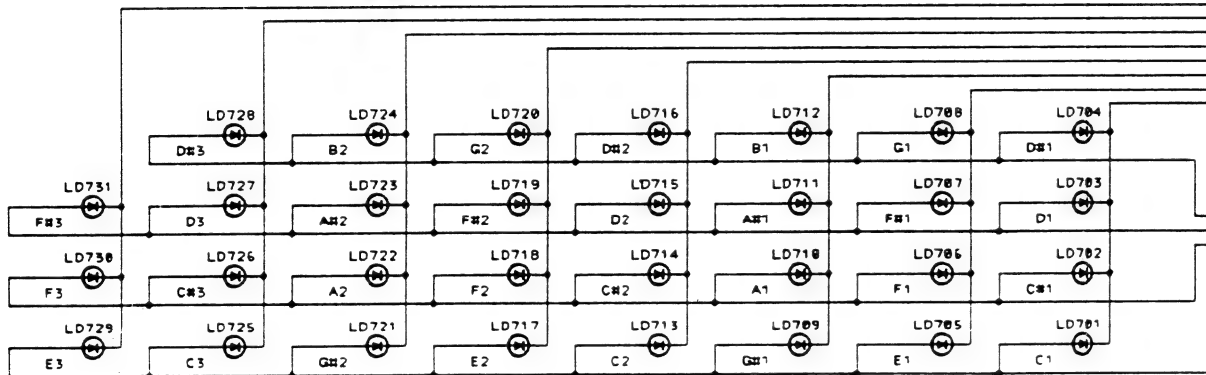 LD728 LD724 LD720 LD716 LD712 LD708 LD704
D#3 B2 G2 D#2 B1 G1 D#1
LD731 LD727 LD723 LD719 LD715 LD711 LD707 LD703
F#3 D3 A#2 F#2 D2 A#1 F#1 D1
LD730 LD726 LD722 LD718 LD714 LD710 LD706 LD702
F3 C#3 A2 F2 C#2 A1 F1 C#1
LD729 LD725 LD721 LD717 LD713 LD709 LD705 LD701
E3 C3 G#2 E2 C2 G#1 E1 C1